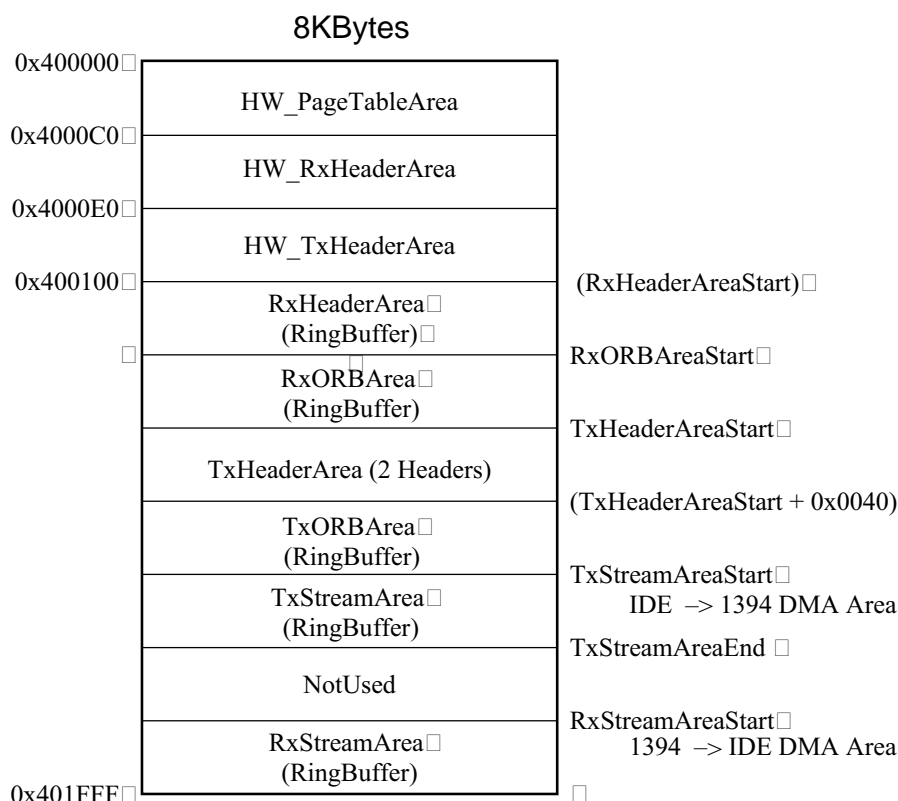 8KBytes
0x400000
HW_PageTableArea
0x4000C0
HW_RxHeaderArea
0x4000E0
HW_TxHeaderArea
0x400100
(RxHeaderAreaStart)
RxHeaderArea
(RingBuffer)
RxORBAreaStart
RxORBArea
(RingBuffer)
TxHeaderAreaStart
TxHeaderArea (2 Headers)
(TxHeaderAreaStart + 0x0040)
TxORBArea
(RingBuffer)
TxStreamAreaStart
IDE –> 1394 DMA Area
TxStreamArea
(RingBuffer)
TxStreamAreaEnd
NotUsed
RxStreamAreaStart
1394 –> IDE DMA Area
RxStreamArea
(RingBuffer)
0x401FFF